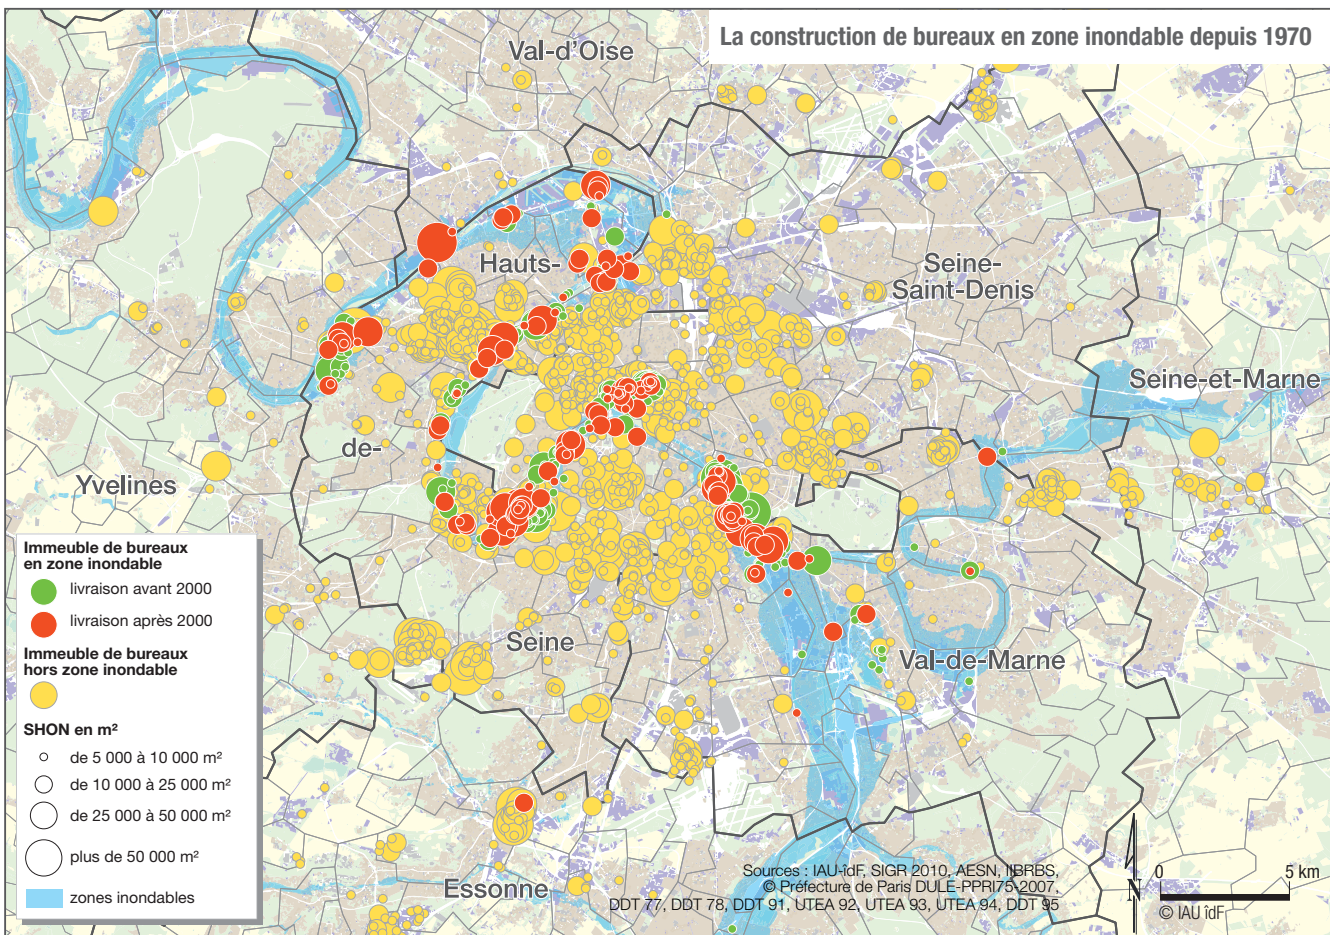 La construction de bureaux en zone inondable depuis 1970
Val-d'Oise
Hauts-
Seine-
Saint-Denis
Seine-et-Marne
de-
Yvelines
Seine
Val-de-Marne
Essonne
Immeuble de bureaux
en zone inondable
livraison avant 2000
livraison après 2000
Immeuble de bureaux
hors zone inondable
SHON en m²
de 5 000 à 10 000 m²
de 10 000 à 25 000 m²
de 25 000 à 50 000 m²
plus de 50 000 m²
zones inondables
Sources : IAU-îdF, SIGR 2010, AESN, IIBRBS,
© Préfecture de Paris DULE-PPRI75-2007,
DDT 77, DDT 78, DDT 91, UTEA 92, UTEA 93, UTEA 94, DDT 95
N
0 5 km
© IAU îdF